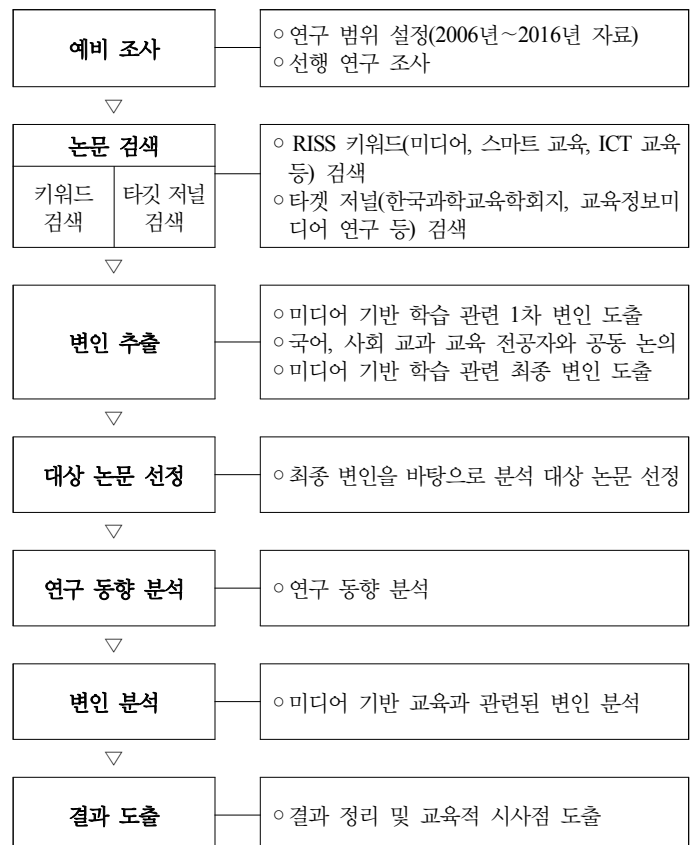 예비 조사
○연구 범위 설정(2006년~2016년 자료)
○선행 연구 조사
▽
논문 검색
키워드
검색
타깃 저널
검색
○ RISS 키워드(미디어, 스마트 교육, ICT 교육
등) 검색
○타겟 저널(한국과학교육학회지, 교육정보미
디어 연구 등) 검색
▽
변인 추출
○미디어 기반 학습 관련 1차 변인 도출
○국어, 사회 교과 교육 전공자와 공동 논의
○미디어 기반 학습 관련 최종 변인 도출
▽
대상 논문 선정
○최종 변인을 바탕으로 분석 대상 논문 선정
▽
연구 동향 분석
○연구 동향 분석
▽
변인 분석
○미디어 기반 교육과 관련된 변인 분석
▽
결과 도출
○결과 정리 및 교육적 시사점 도출